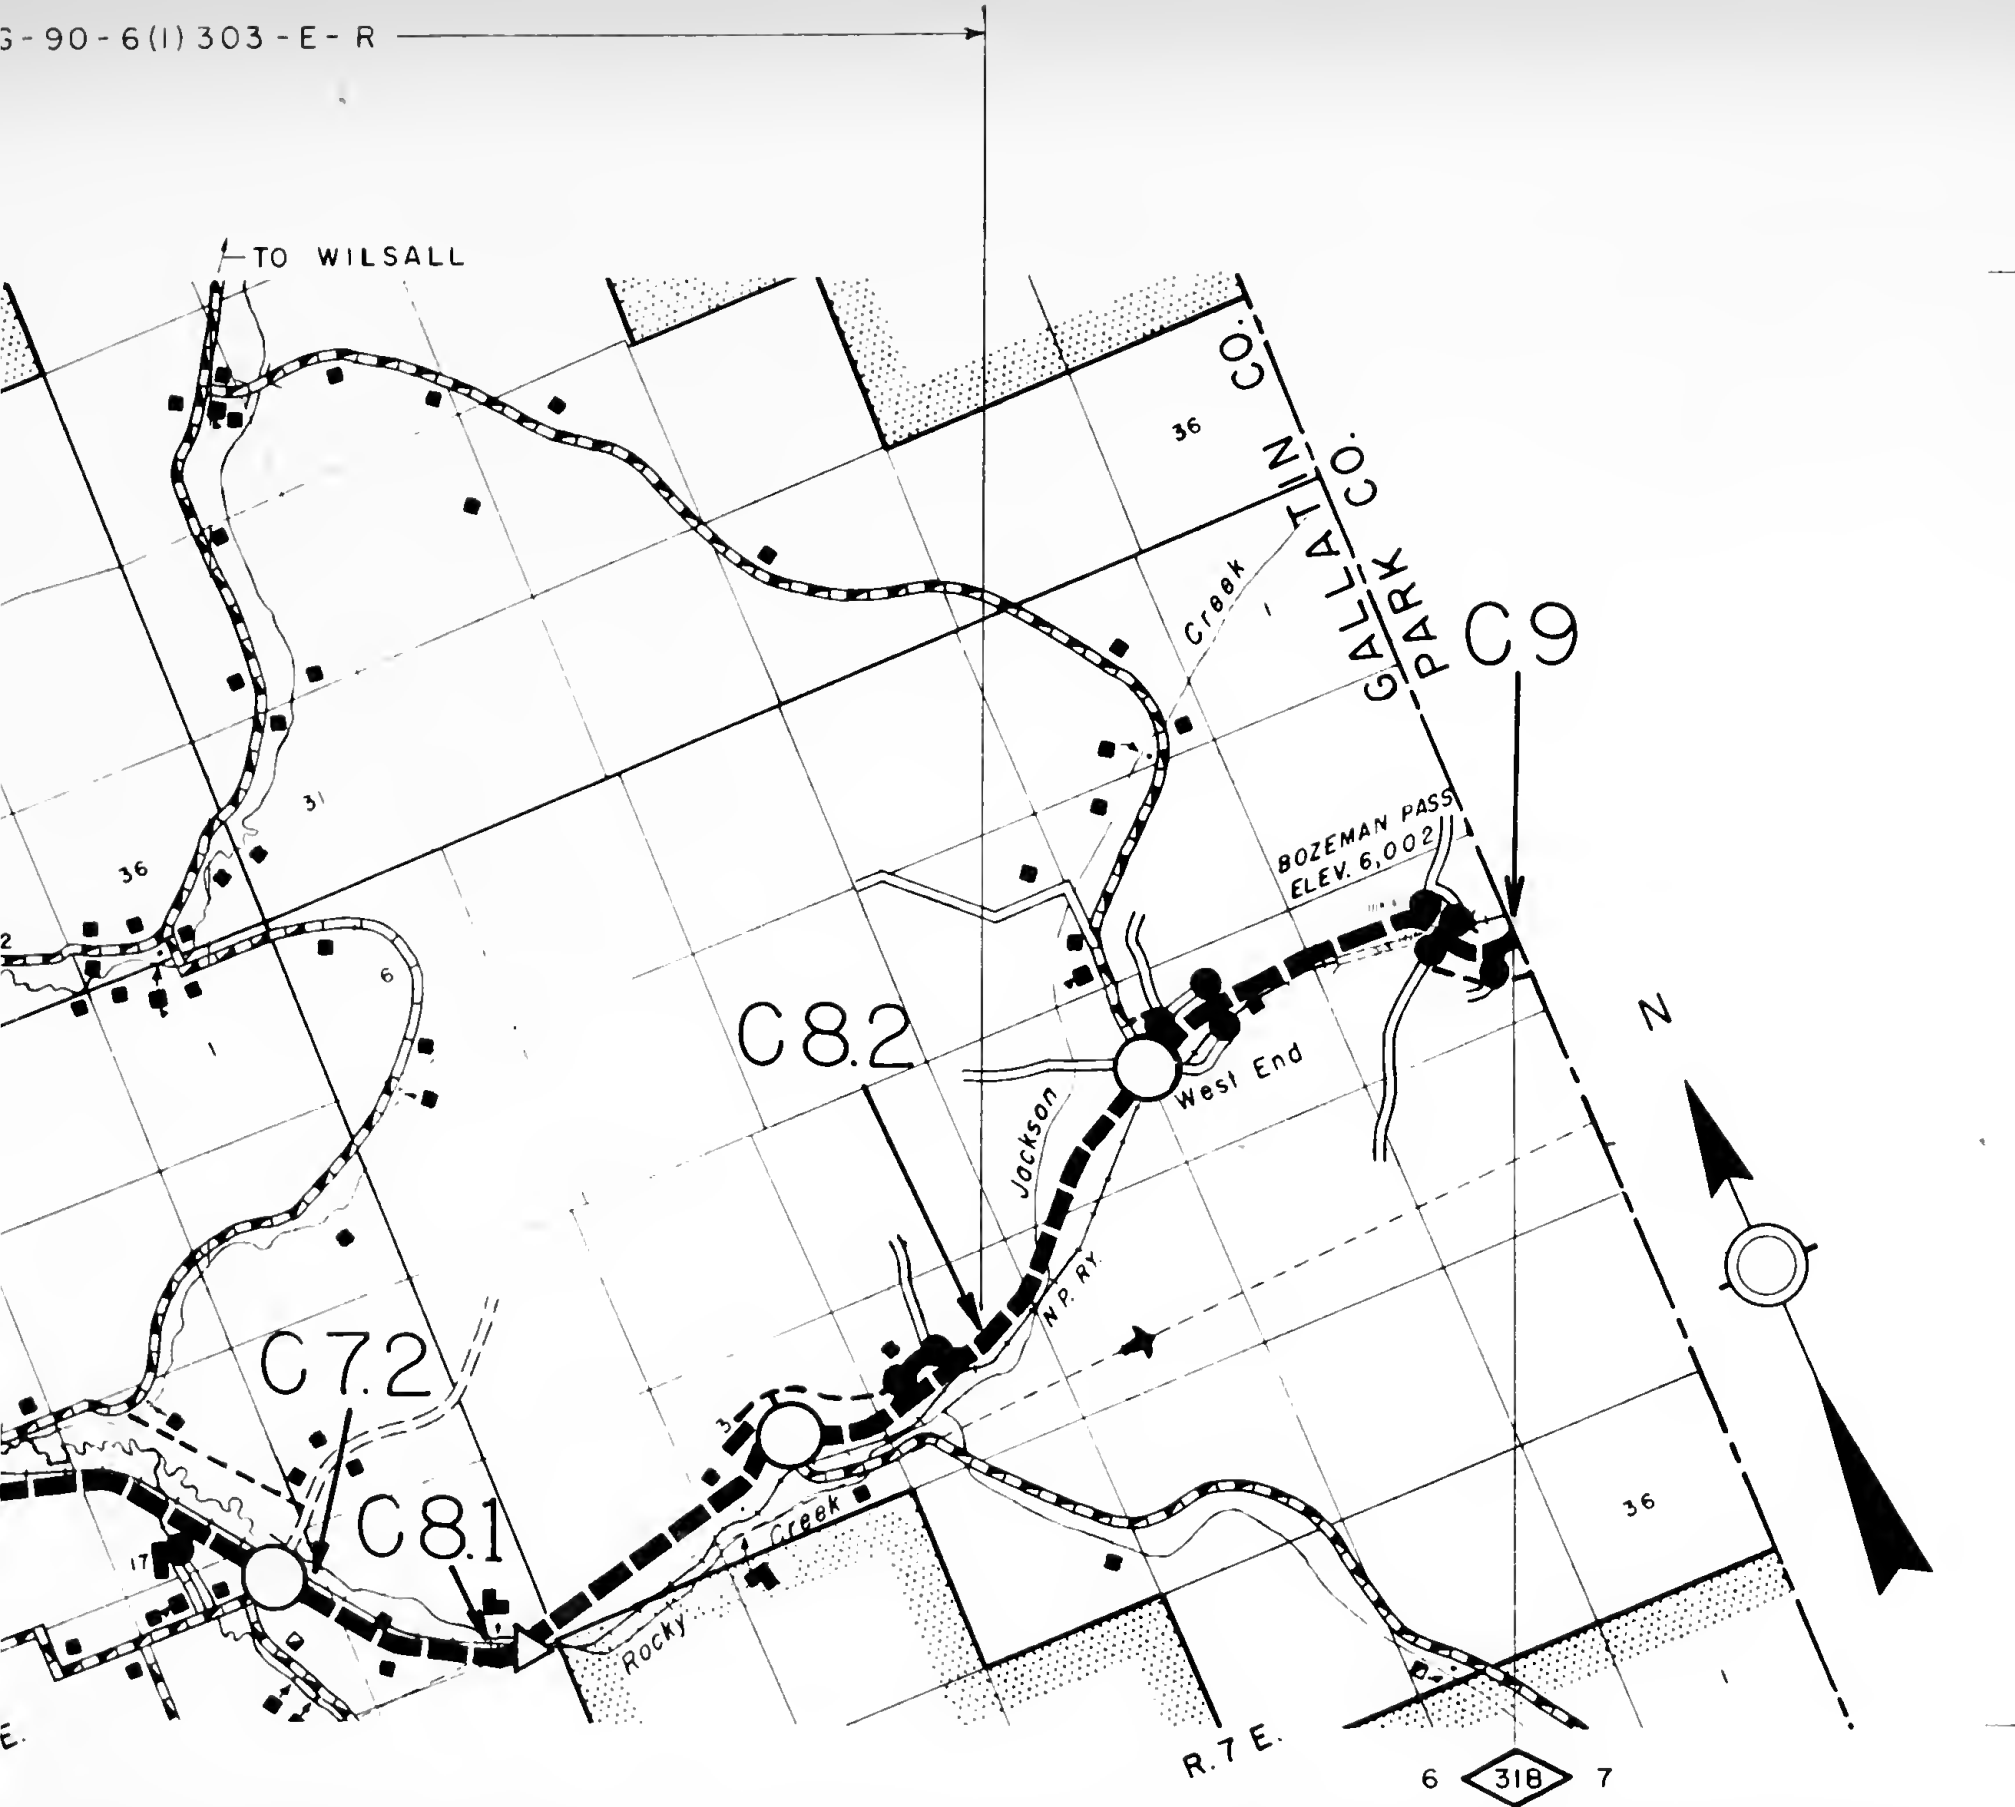 G-90-6(1)303-E-R
TO WILSALL
36
GALLATIN CO.
PARK CO.
Creek
1
C9
31
36
BOZEMAN PASS
ELEV. 6,002
2
6
1
C8.2
West End
N
Jackson
N.P. RY.
C7.2
3
C8.1
Creek
17
Rocky
36
1
E.
R.7E.
6 318 7